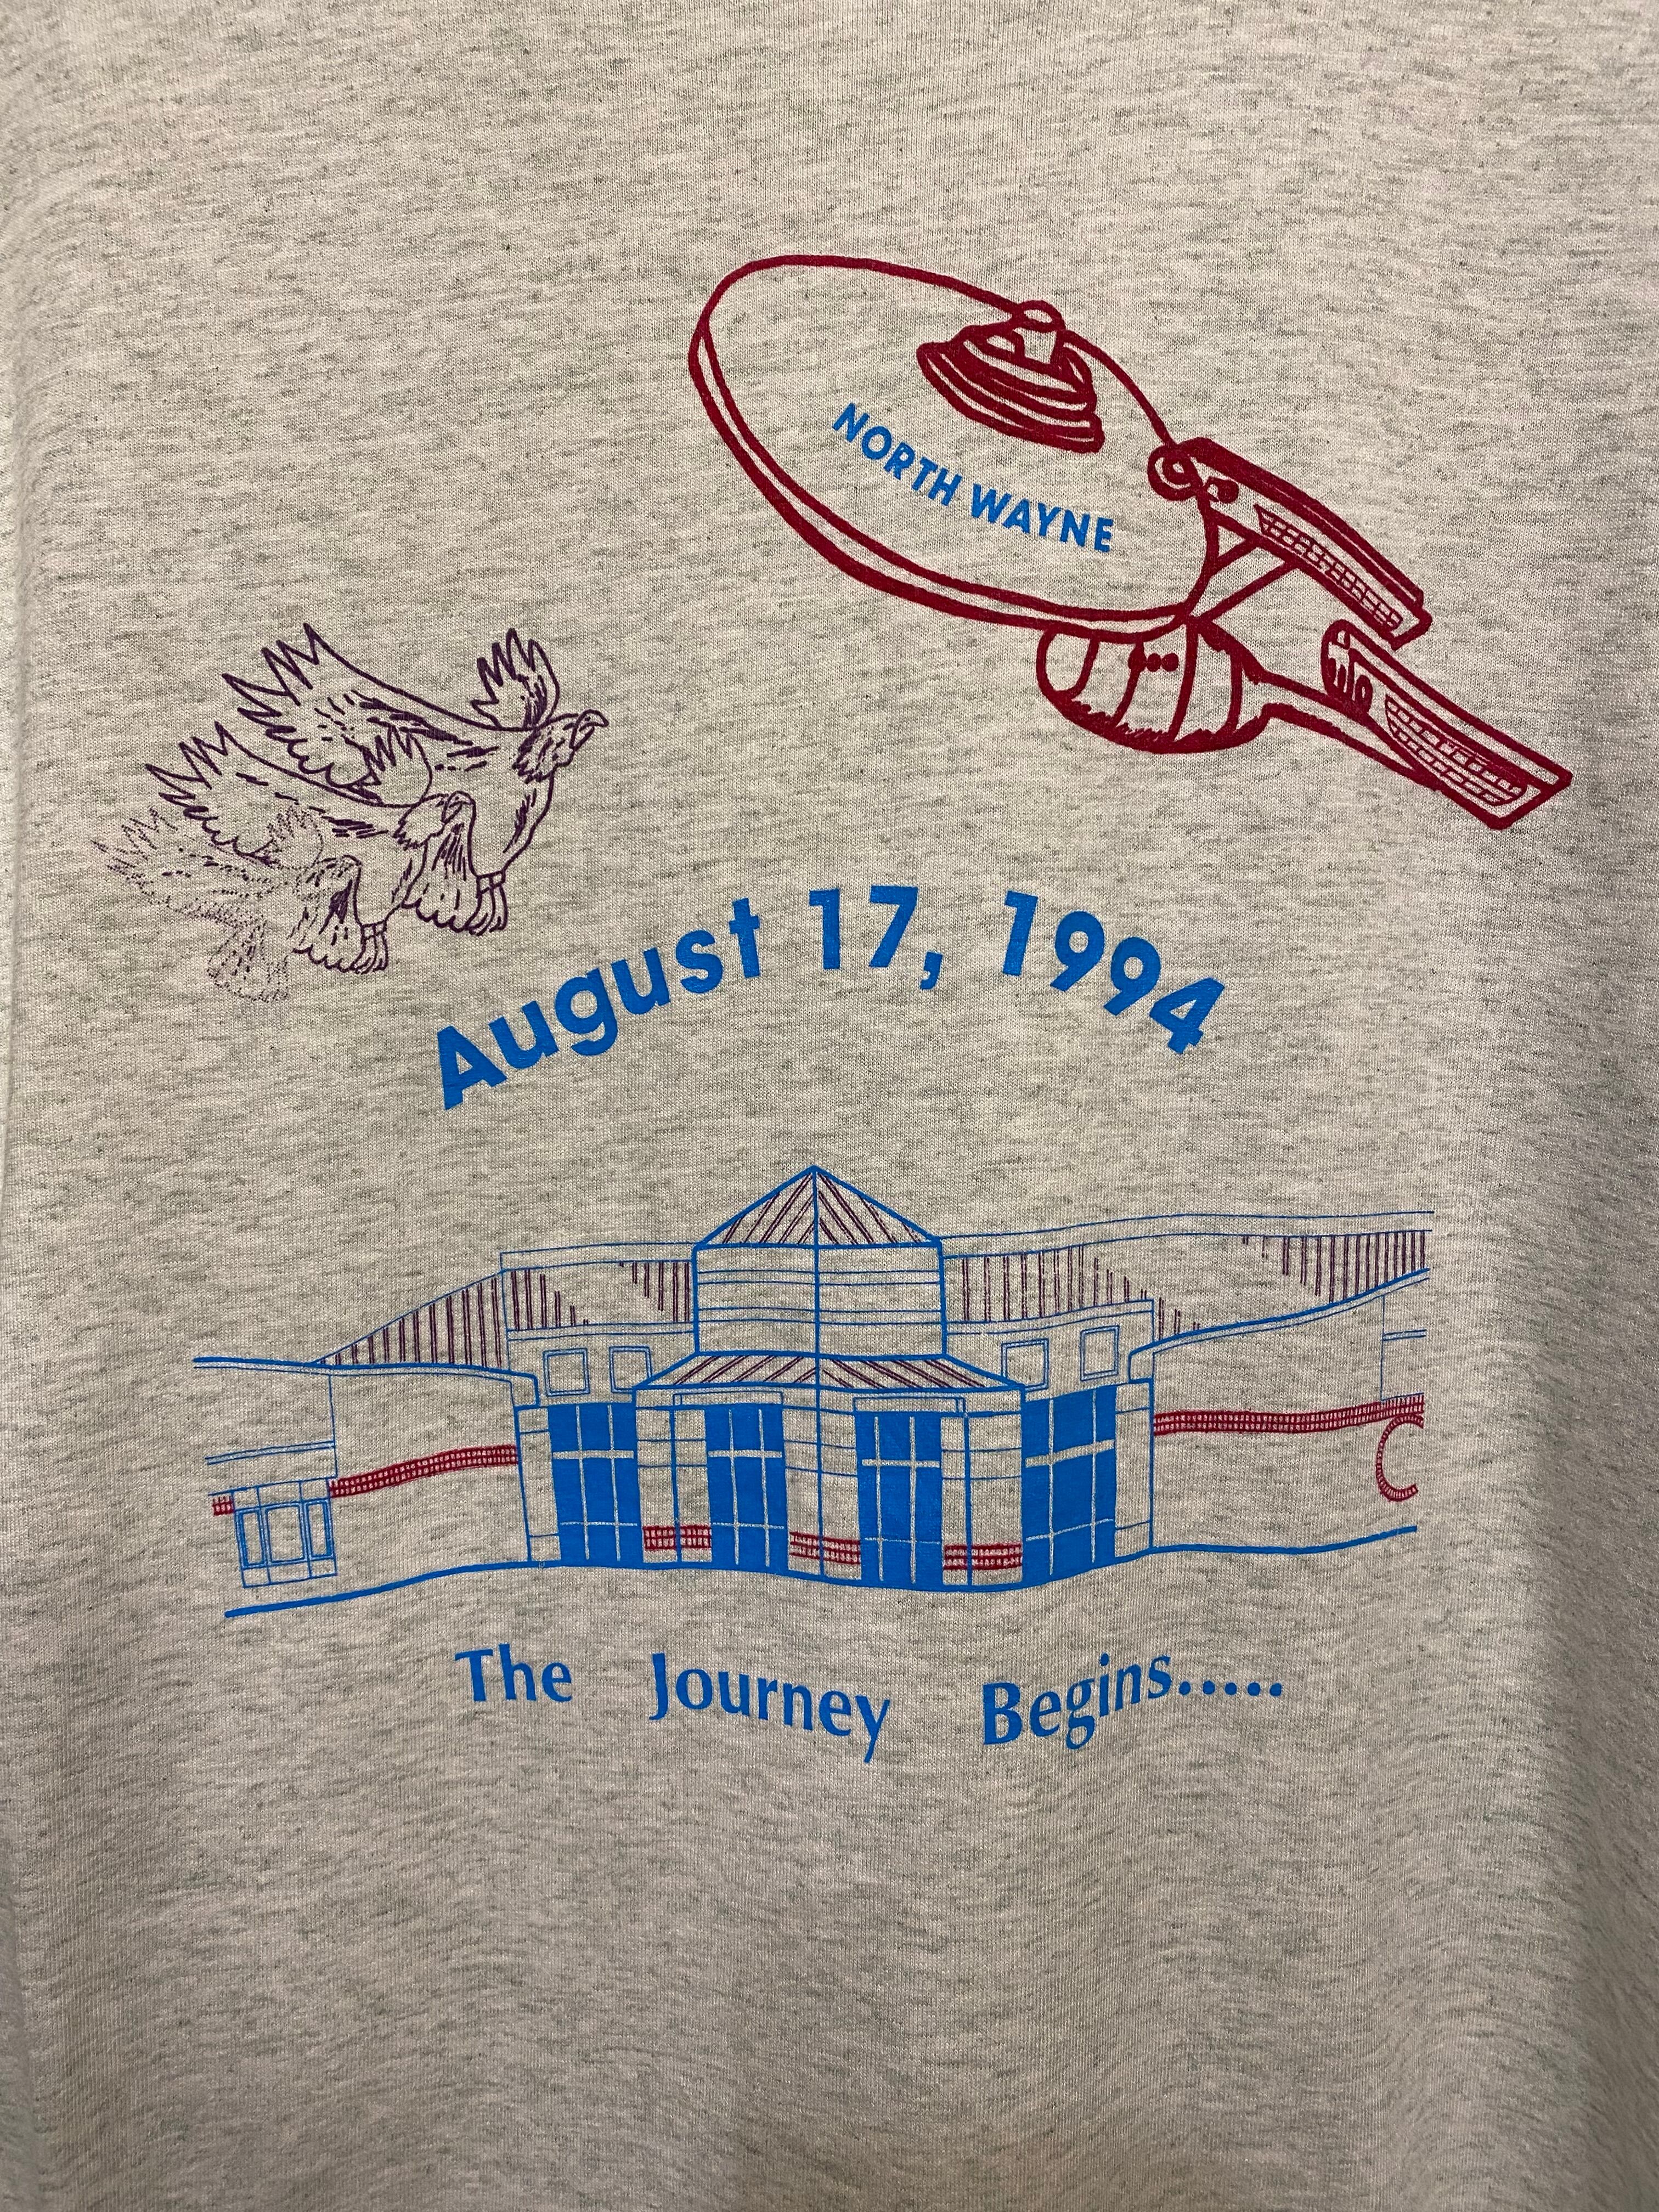 NORTH WAYNE
August 17, 1994
The Journey Begins.....